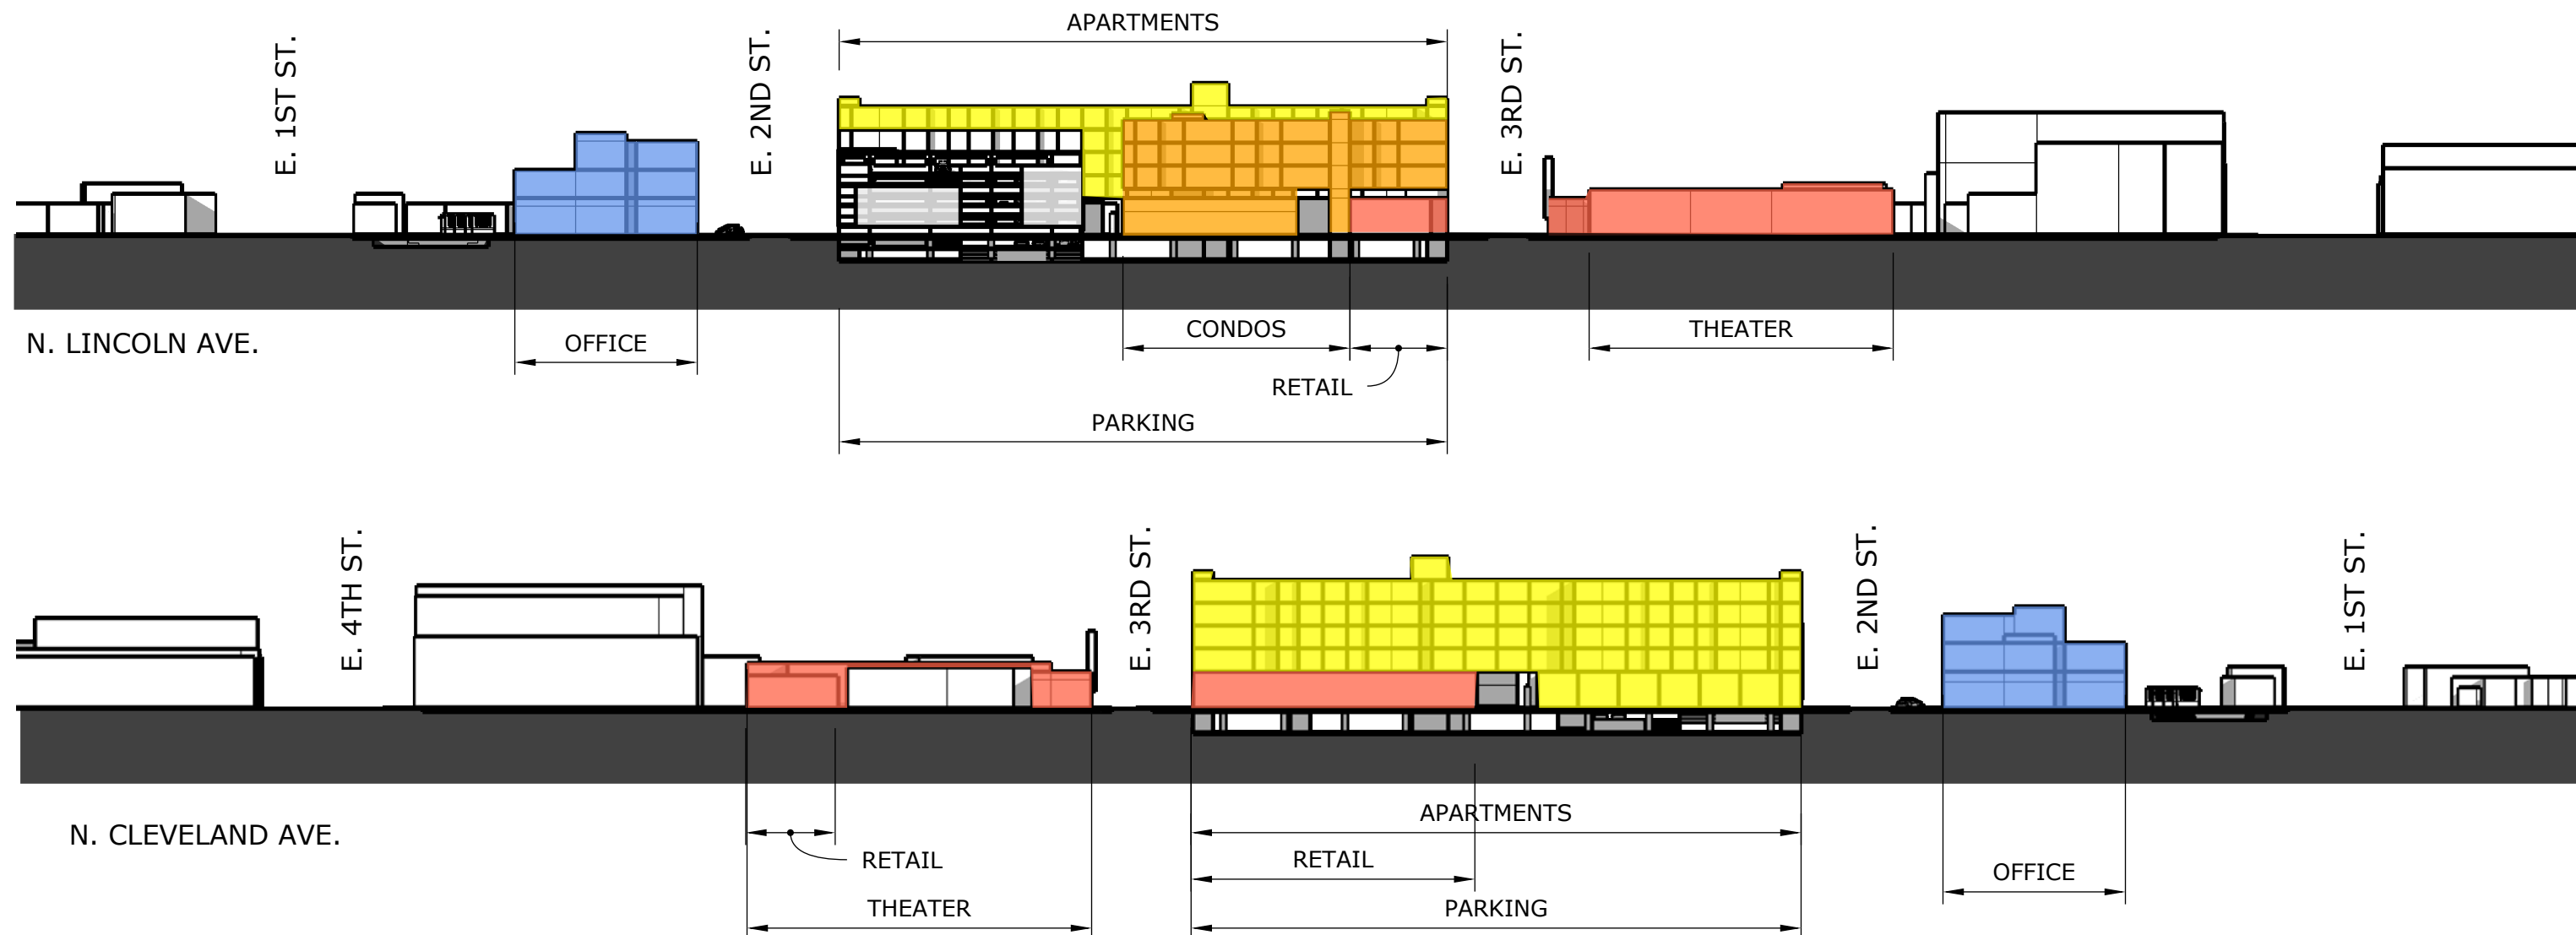 APARTMENTS
E. 1ST ST.
E. 2ND ST.
E. 3RD ST.
N. LINCOLN AVE.
OFFICE
CONDOS
THEATER
RETAIL
PARKING
E. 4TH ST.
E. 3RD ST.
E. 2ND ST.
E. 1ST ST.
N. CLEVELAND AVE.
APARTMENTS
RETAIL
RETAIL
OFFICE
THEATER
PARKING